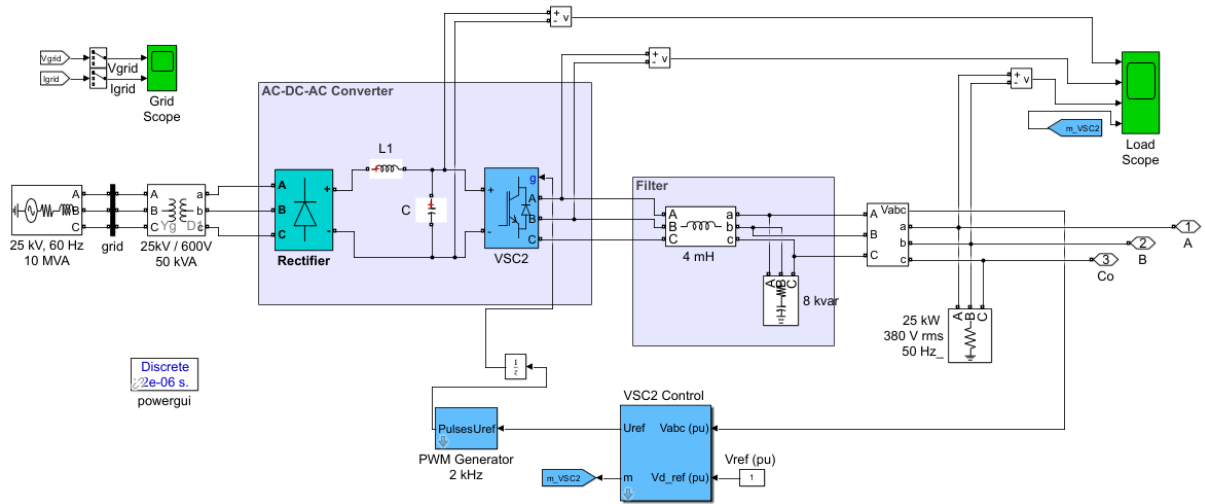 +
-
v
+
-
v
Vgrid
Vgrid
Igrid
Igrid
Grid
Scope
+
-
v
m_VSC2
Load
Scope
AC-DC-AC Converter
L1
C
A
B
C
+
-
Rectifier
+
-
g
A
B
C
VSC2
A
B
C
25 kV, 60 Hz
10 MVA
grid
A
B
C
a
b
c
Yg
25kV / 600V
50 kVA
Filter
A
B
C
a
b
c
4 mH
A B C
8 kvar
Vabc
A
B
C
a
b
c
1
A
2
B
3
Co
A B C
25 kW
380 V rms
50 Hz_
1
z
Discrete
2e-06 s.
powergui
PulsesUref
PWM Generator
2 kHz
VSC2 Control
Uref
Vabc (pu)
m
Vd_ref (pu)
m_VSC2
Vref (pu)
1